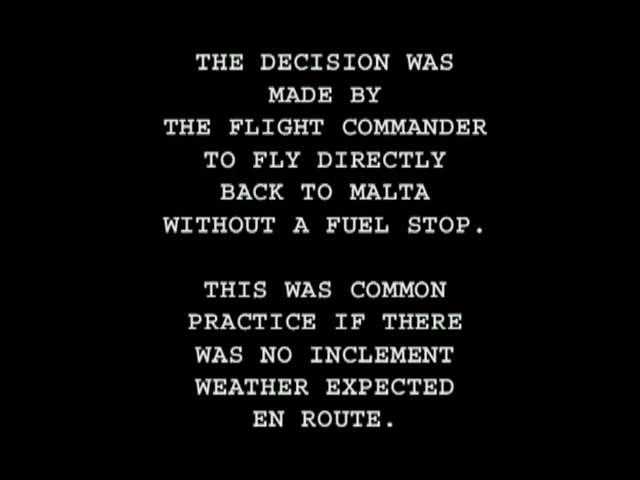 THE DECISION WAS
MADE BY
THE FLIGHT COMMANDER
TO FLY DIRECTLY
BACK TO MALTA
WITHOUT A FUEL STOP.
THIS WAS COMMON
PRACTICE IF THERE
WAS NO INCLEMENT
WEATHER EXPECTED
EN ROUTE.